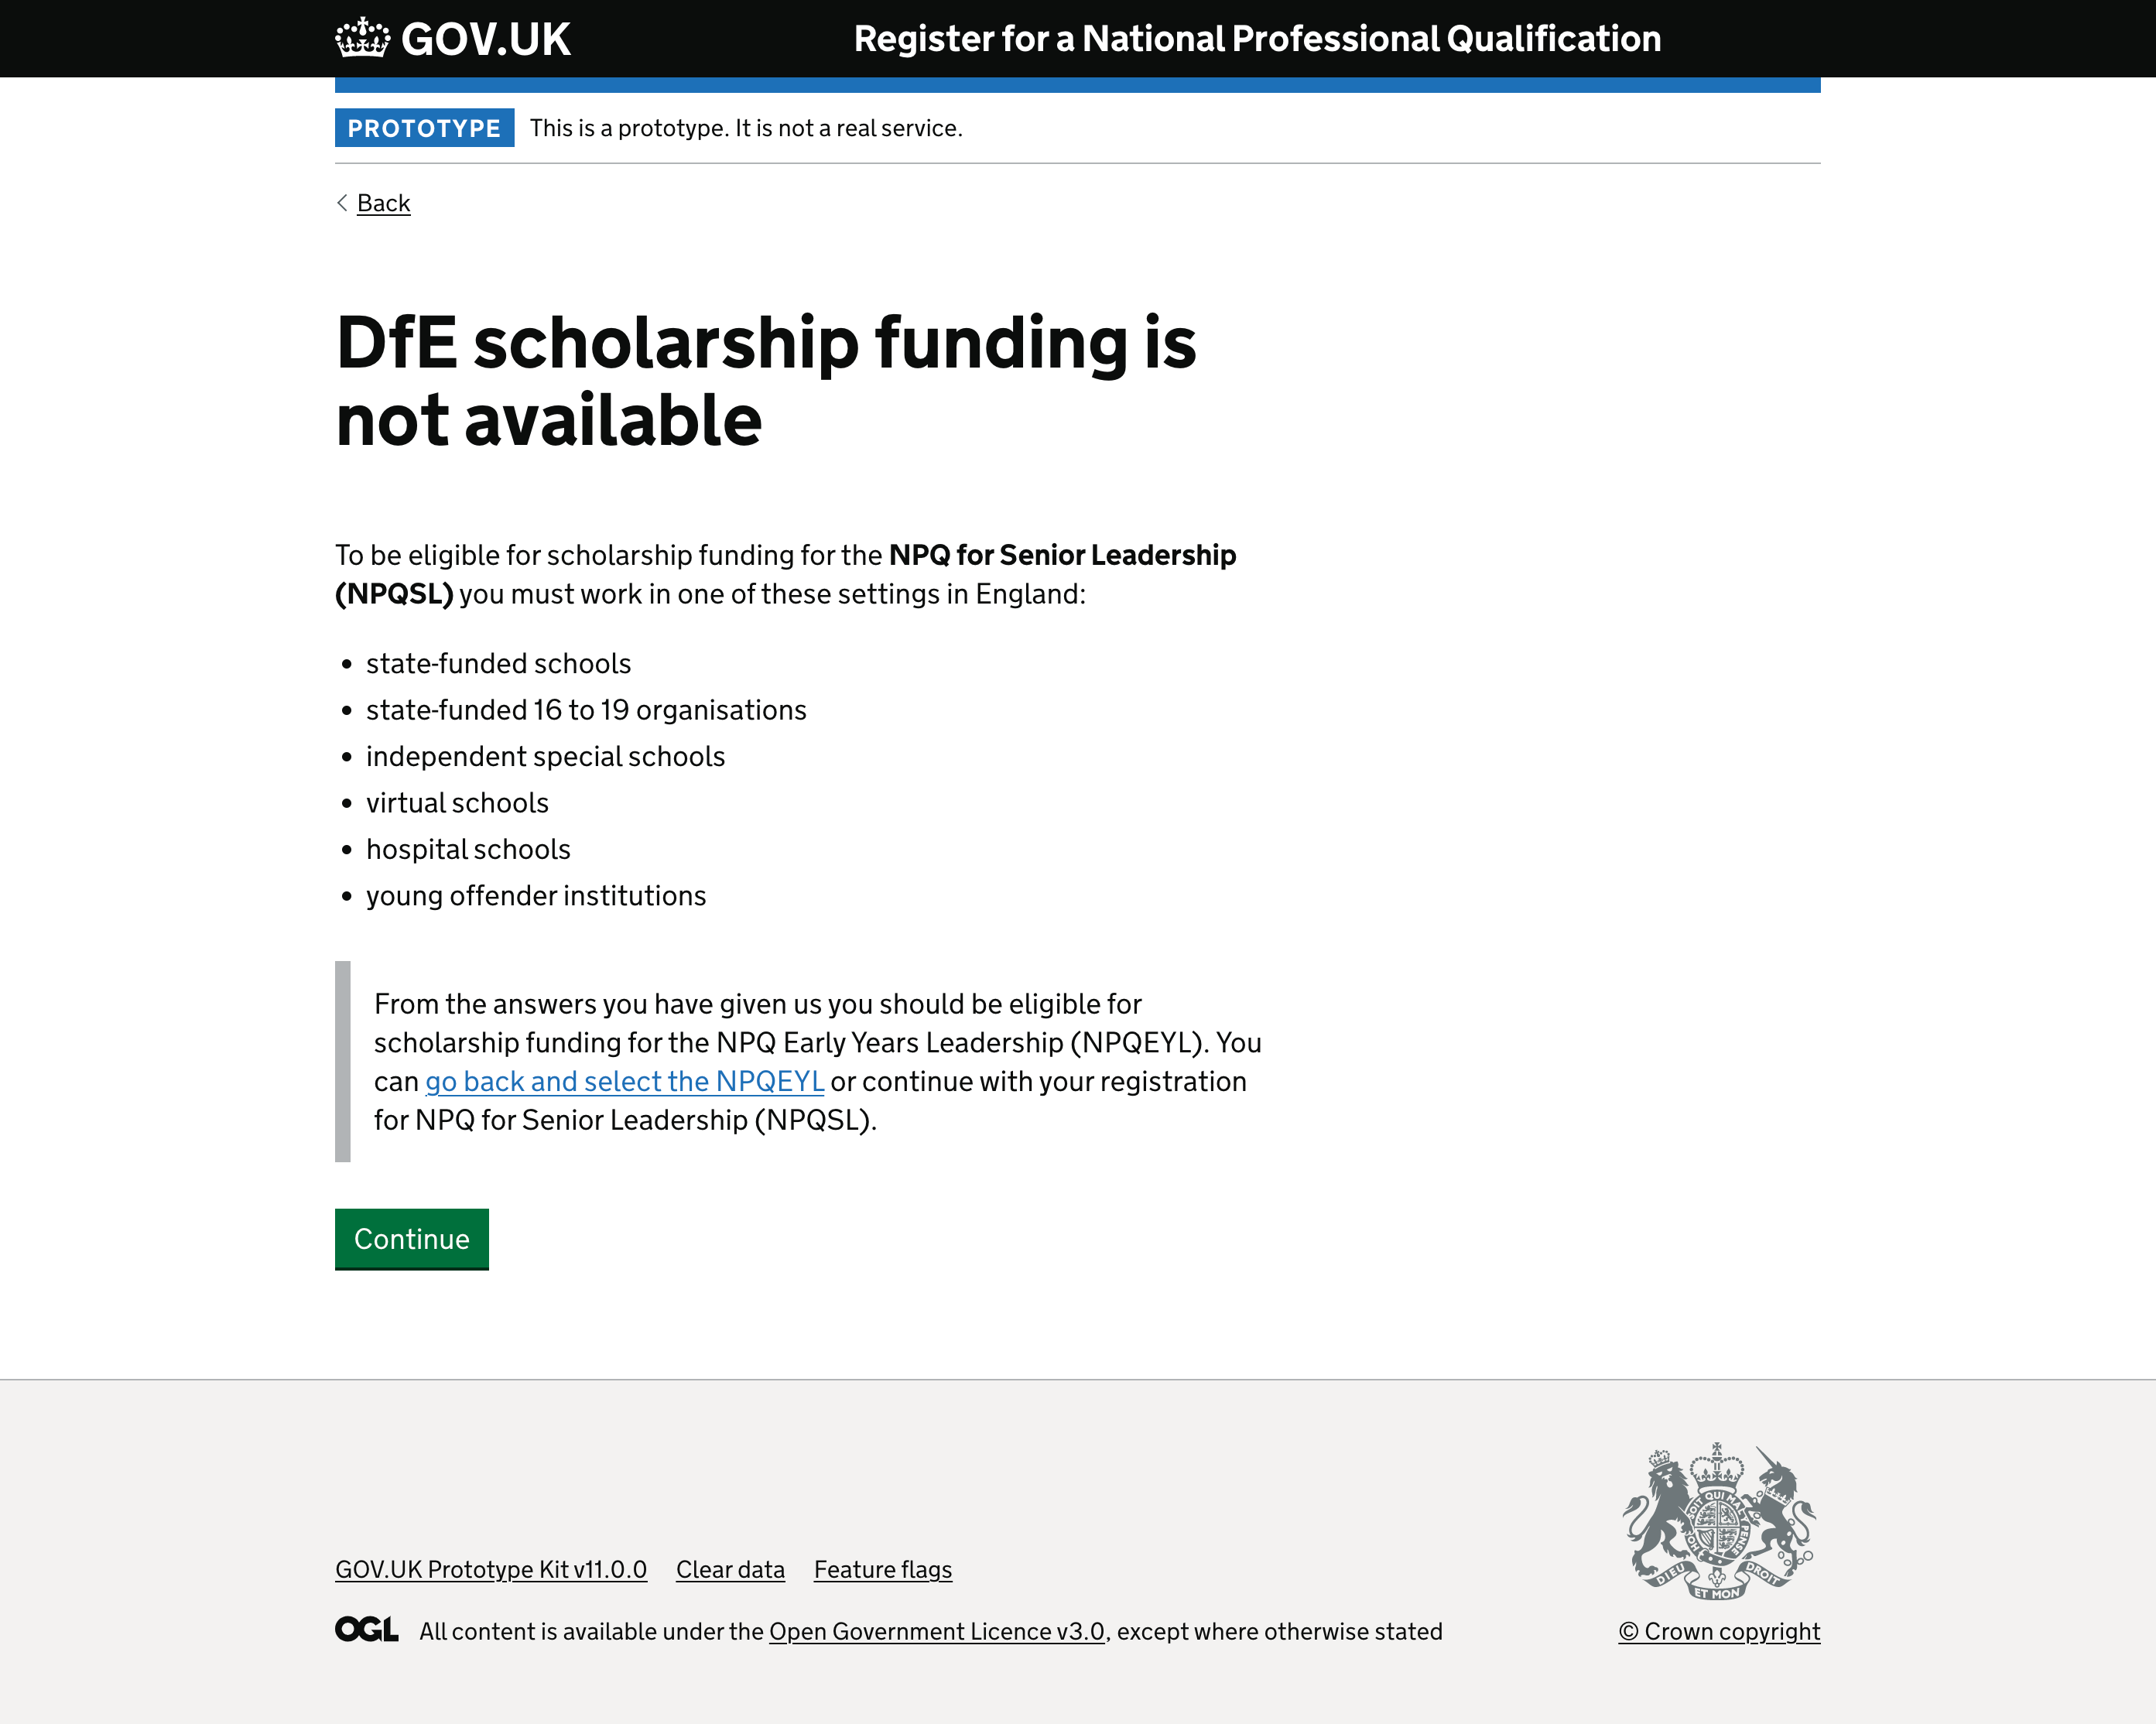 GOV.UK
Register for a National Professional Qualification
PROTOTYPE
This is a prototype. It is not a real service.
Back
DfE scholarship funding is
not available
To be eligible for scholarship funding for the NPQ for Senior Leadership
(NPQSL) you must work in one of these settings in England:
• state-funded schools
• state-funded 16 to 19 organisations
• independent special schools
• virtual schools
• hospital schools
• young offender institutions
From the answers you have given us you should be eligible for
scholarship funding for the NPQ Early Years Leadership (NPQEYL). You
can go back and select the NPQEYL or continue with your registration
for NPQ for Senior Leadership (NPQSL).
Continue
GOV.UK Prototype Kit v11.0.0
Clear data
Feature flags
DIEU ET MON DROIT
OGL
All content is available under the Open Government Licence v3.0, except where otherwise stated
© Crown copyright